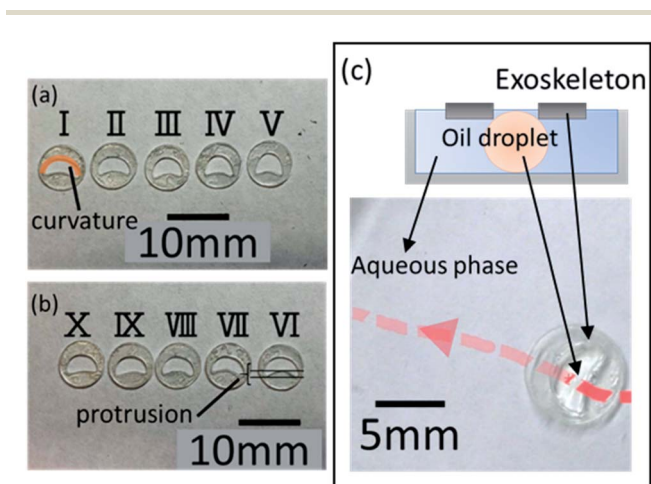 (a)
I II III IV V
curvature
10mm
(b)
X IX VIII VII VI
protrusion
10mm
(c)
Exoskeleton
Oil droplet
Aqueous phase
5mm